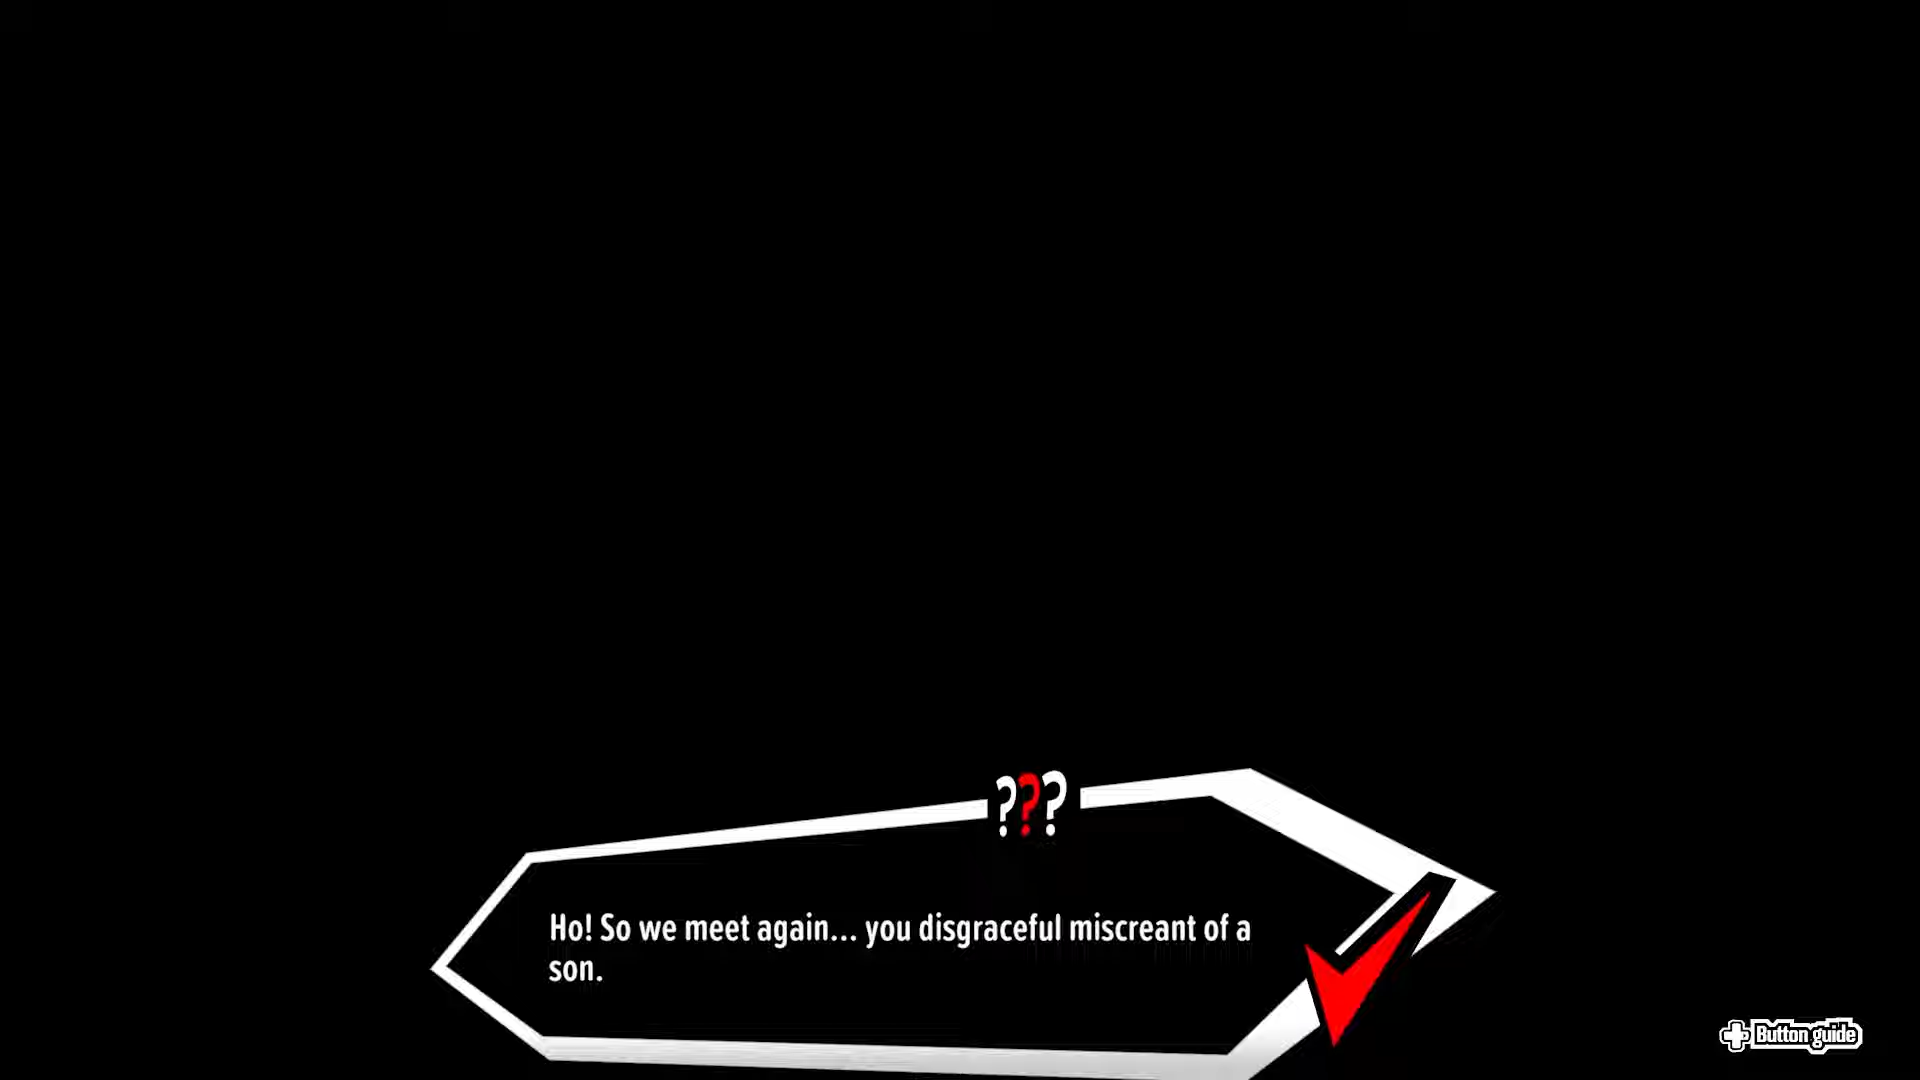 ???
Ho! So we meet again... you disgraceful miscreant of a
son.
Button guide